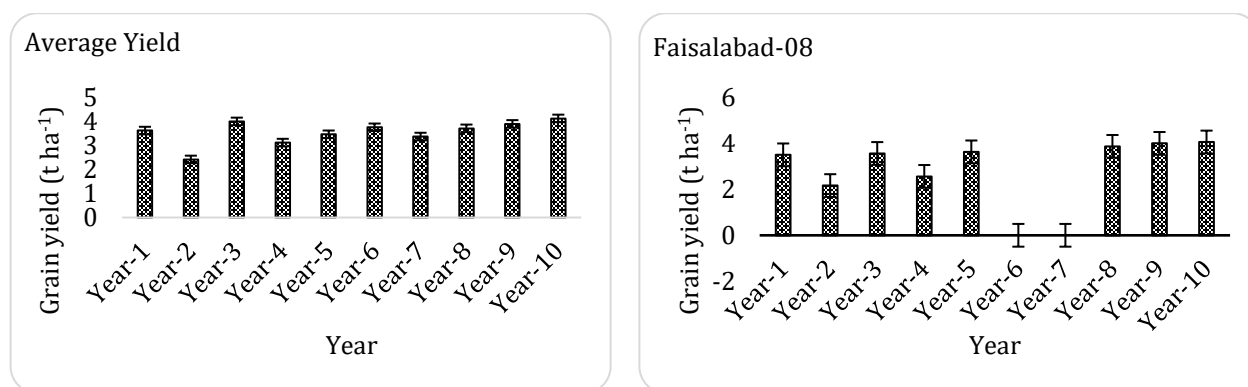 Average Yield
Grain yield (t ha-1)
5
4
3
2
1
0
Year-1
Year-2
Year-3
Year-4
Year-5
Year-6
Year-7
Year-8
Year-9
Year-10
Year
Faisalabad-08
Grain yield (t ha-1)
6
4
2
0
-2
Year-1
Year-2
Year-3
Year-4
Year-5
Year-6
Year-7
Year-8
Year-9
Year-10
Year